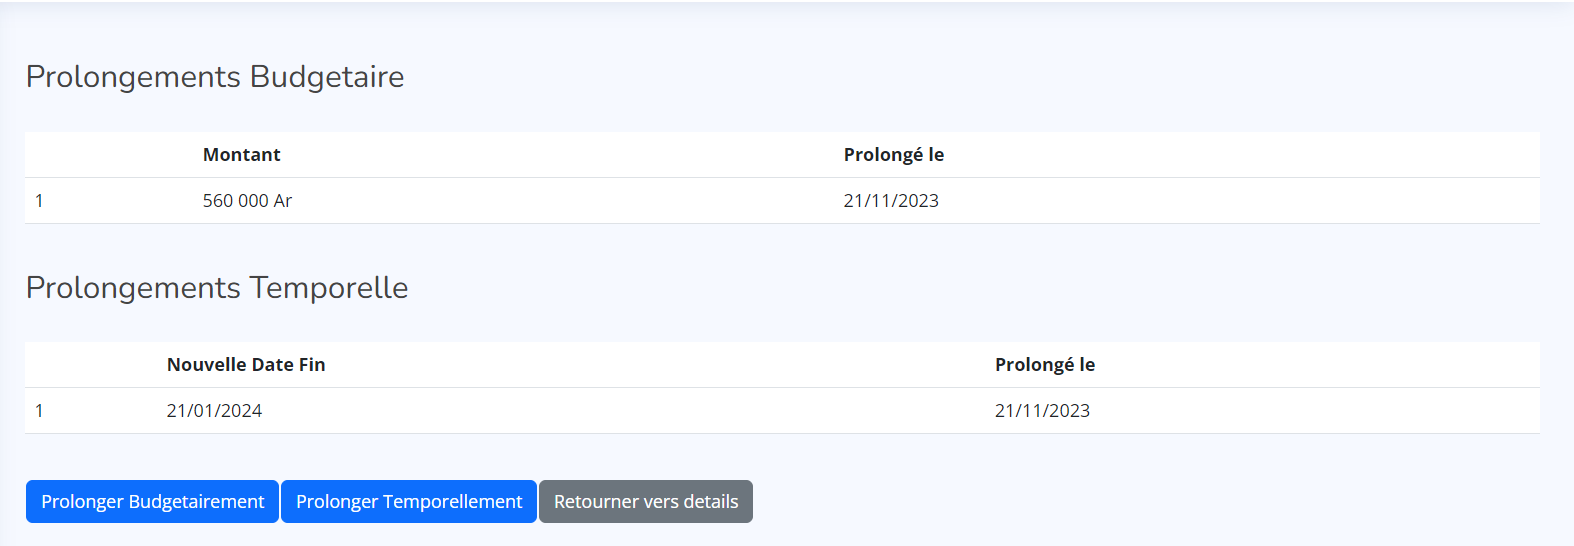 Prolongements Budgetaire
Montant Prolongé le
1 560 000 Ar 21/11/2023
Prolongements Temporelle
Nouvelle Date Fin Prolongé le
1 21/01/2024 21/11/2023
Prolonger Budgetairement Prolonger Temporellement Retourner vers details